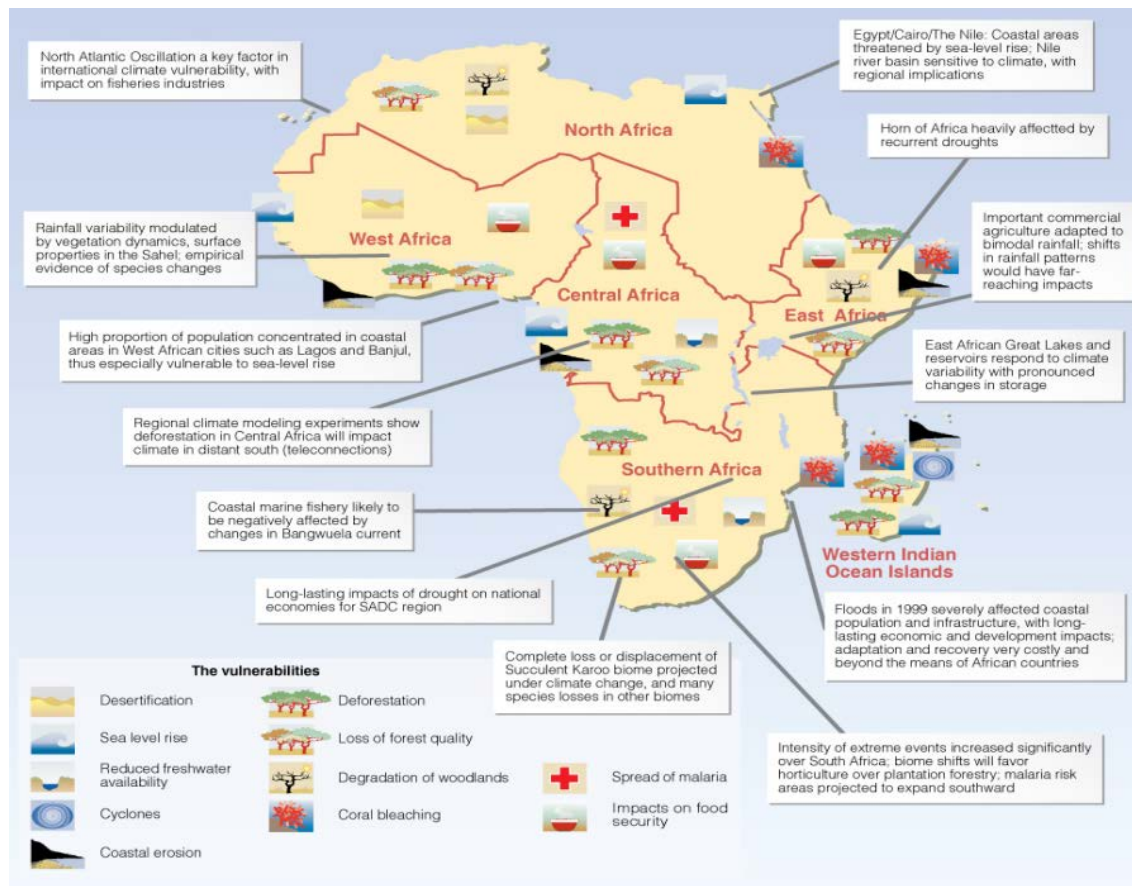 North Atlantic Oscillation a key factor in
international climate vulnerability, with
impact on fisheries industries
Egypt/Cairo/The Nile: Coastal areas
threatened by sea-level rise; Nile
river basin sensitive to climate, with
regional implications
North Africa
Horn of Africa heavily affectted by
recurrent droughts
Rainfall variability modulated
by vegetation dynamics, surface
properties in the Sahel; empirical
evidence of species changes
West Africa
Important commercial
agriculture adapted to
bimodal rainfall; shifts
in rainfall patterns
would have far-
reaching impacts
Central Africa
East Africa
High proportion of population concentrated in coastal
areas in West African cities such as Lagos and Banjul,
thus especially vulnerable to sea-level rise
East African Great Lakes and
reservoirs respond to climate
variability with pronounced
changes in storage
Regional climate modeling experiments show
deforestation in Central Africa will impact
climate in distant south (teleconnections)
Southern Africa
Coastal marine fishery likely to
be negatively affected by
changes in Bangwuela current
Western Indian
Ocean Islands
Long-lasting impacts of drought on national
economies for SADC region
Floods in 1999 severely affected coastal
population and infrastructure, with long-
lasting economic and development impacts;
adaptation and recovery very costly and
beyond the means of African countries
Complete loss or displacement of
Succulent Karoo biome projected
under climate change, and many
species losses in other biomes
Intensity of extreme events increased significantly
over South Africa; biome shifts will favor
horticulture over plantation forestry; malaria risk
areas projected to expand southward
The vulnerabilities
Desertification
Sea level rise
Reduced freshwater
availability
Cyclones
Coastal erosion
Deforestation
Loss of forest quality
Degradation of woodlands
Coral bleaching
Spread of malaria
Impacts on food
security